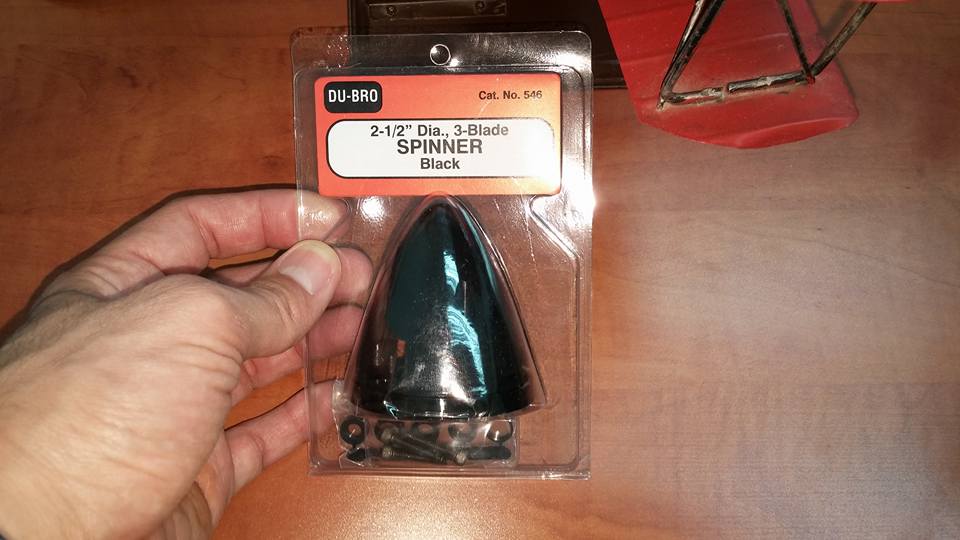 DU-BRO
Cat. No. 546
2-1/2” Dia., 3-Blade
SPINNER
Black